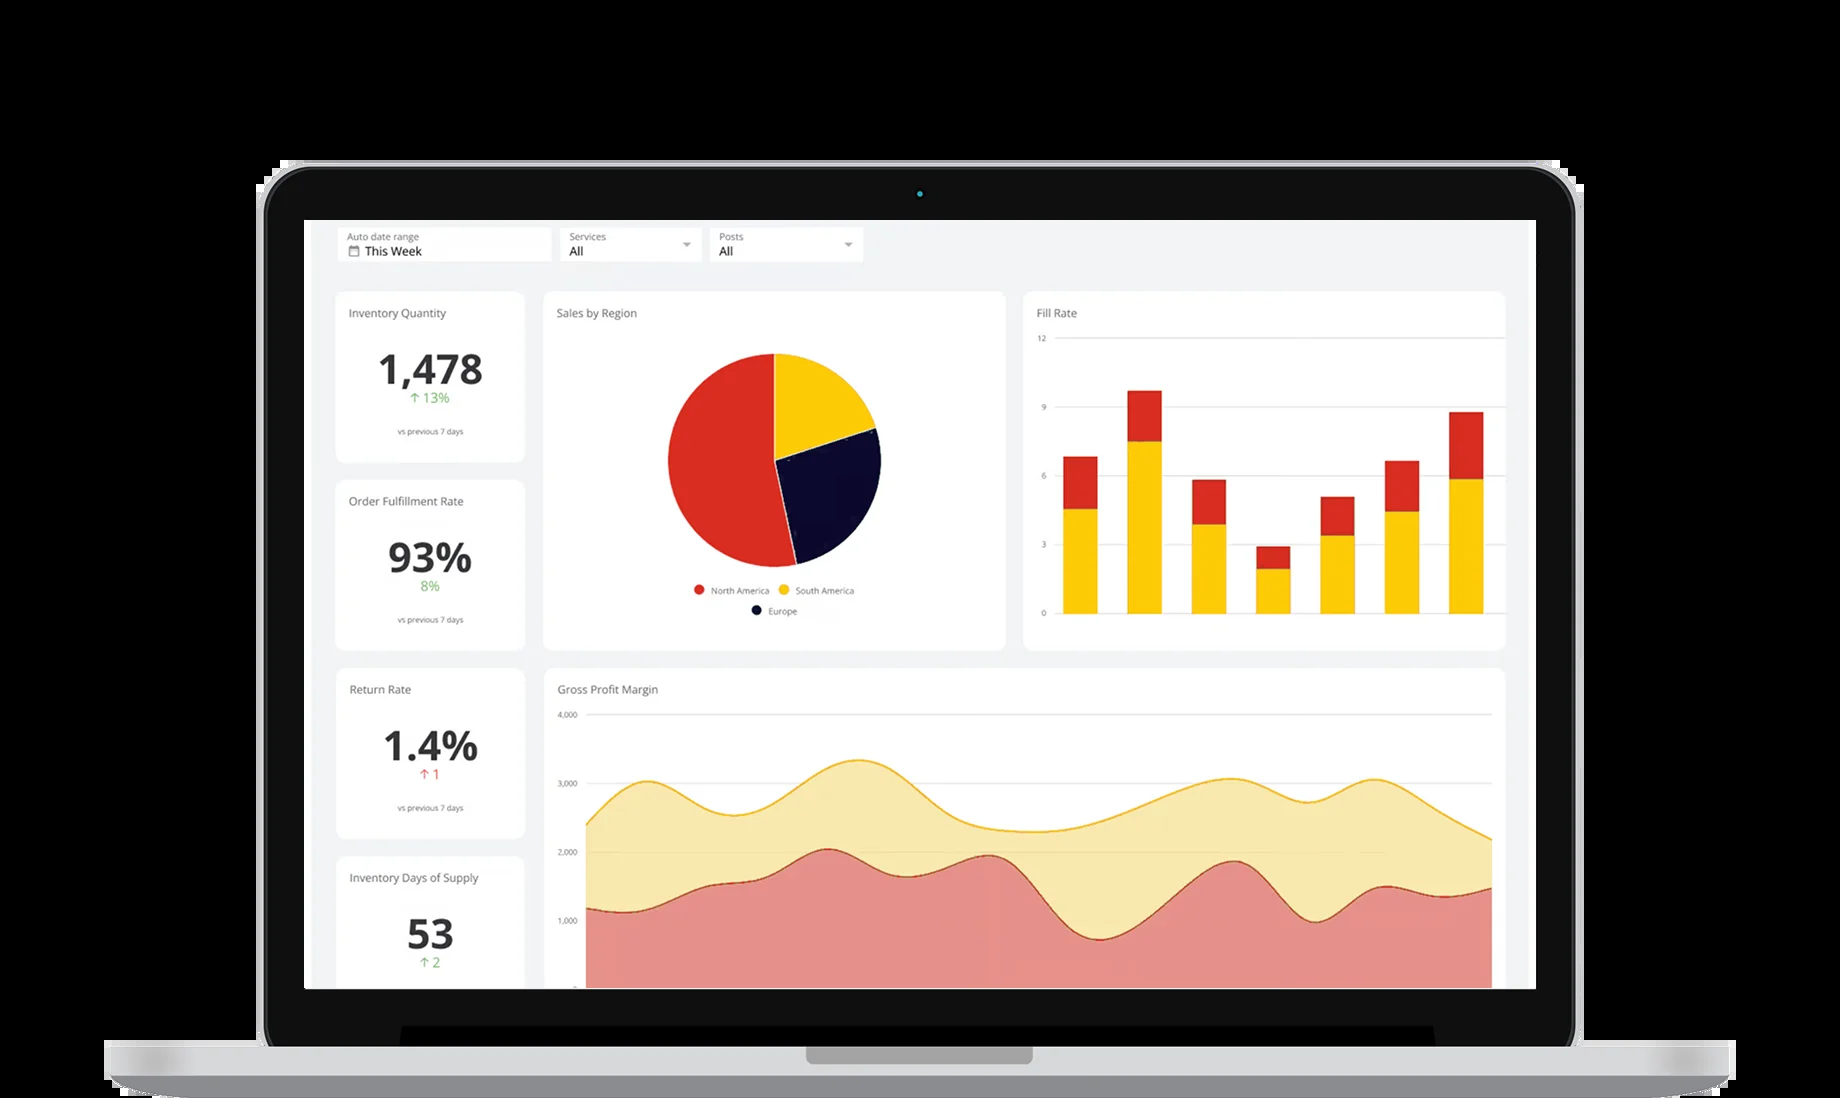 Auto date range
This Week
Services
All
Posts
All
Inventory Quantity
1,478
↑ 13%
vs previous 7 days
Order Fulfillment Rate
93%
8%
vs previous 7 days
Return Rate
1.4%
↑ 1
vs previous 7 days
Inventory Days of Supply
53
↑ 2
Sales by Region
North America
South America
Europe
Fill Rate
12
9
6
3
0
Gross Profit Margin
4,000
3,000
2,000
1,000